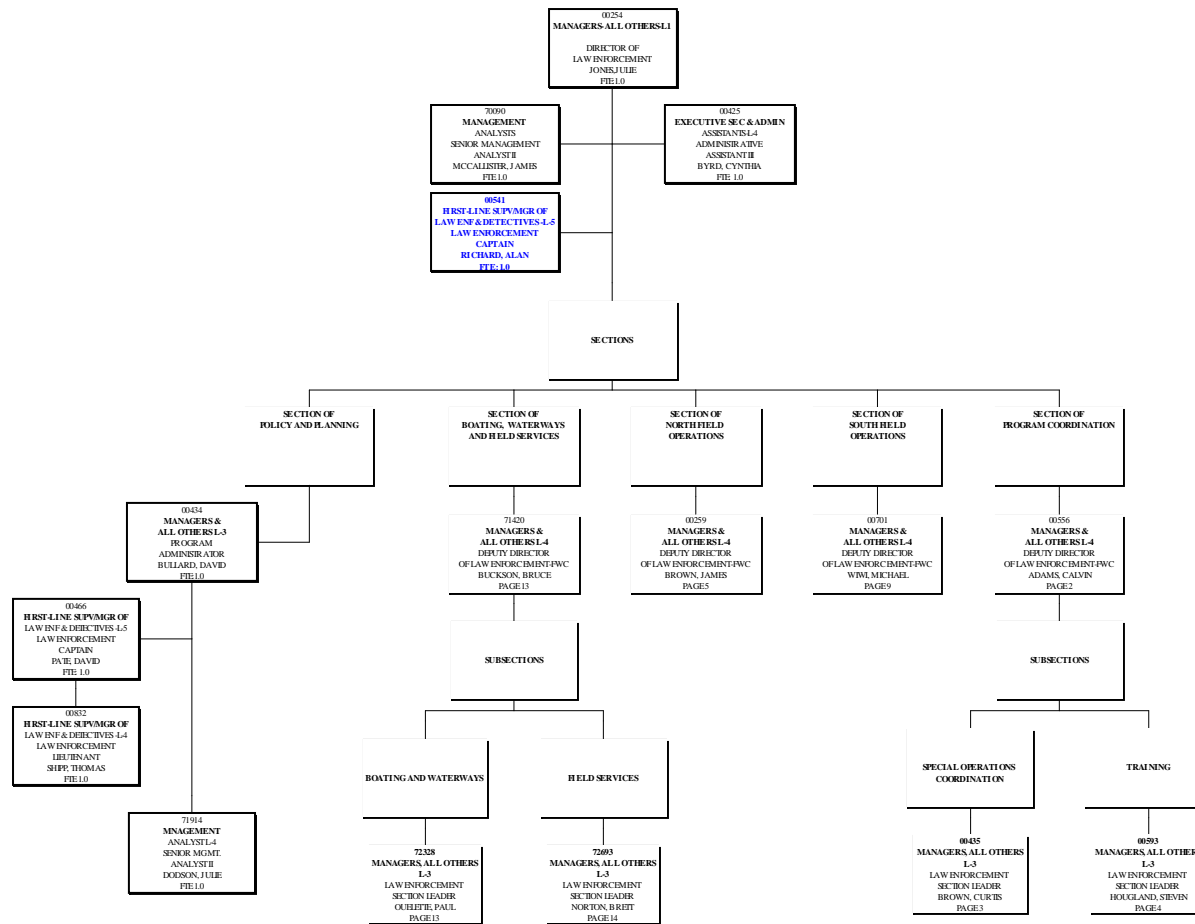 00254
MANAGERS-ALL OTHERS-L1
DIRECTOR OF
LAW ENFORCEMENT
JONES,JULIE
FTE 1.0
70090
MANAGEMENT
ANALYSTS
SENIOR MANAGEMENT
ANALYST II
MCCALLISTER, JAMES
FTE 1.0
00425
EXECUTIVE SEC & ADMIN
ASSISTANTS-L4
ADMINISTRATIVE
ASSISTANT III
BYRD, CYNTHIA
FTE: 1.0
00541
FIRST-LINE SUPV/MGR OF
LAW ENF & DETECTIVES -L-5
LAW ENFORCEMENT
CAPTAIN
RICHARD, ALAN
FTE: 1.0
SECTIONS
SECTION OF
POLICY AND PLANNING
SECTION OF
BOATING, WATERWAYS
AND FIELD SERVICES
SECTION OF
NORTH FIELD
OPERATIONS
SECTION OF
SOUTH FIELD
OPERATIONS
SECTION OF
PROGRAM COORDINATION
00434
MANAGERS &
ALL OTHERS L-3
PROGRAM
ADMINISTRATOR
BULLARD, DAVID
FTE 1.0
71420
MANAGERS &
ALL OTHERS L-4
DEPUTY DIRECTOR
OF LAW ENFORCEMENT-FWC
BUCKSON, BRUCE
PAGE 13
00259
MANAGERS &
ALL OTHERS L-4
DEPUTY DIRECTOR
OF LAW ENFORCEMENT-FWC
BROWN, JAMES
PAGE 5
00701
MANAGERS &
ALL OTHERS L-4
DEPUTY DIRECTOR
OF LAW ENFORCEMENT-FWC
WIWI, MICHAEL
PAGE 9
00556
MANAGERS &
ALL OTHERS L-4
DEPUTY DIRECTOR
OF LAW ENFORCEMENT-FWC
ADAMS, CALVIN
PAGE 2
00466
FIRST-LINE SUPV/MGR OF
LAW ENF & DETECTIVES -L-5
LAW ENFORCEMENT
CAPTAIN
PATE, DAVID
FTE: 1.0
SUBSECTIONS
SUBSECTIONS
00832
FIRST-LINE SUPV/MGR OF
LAW ENF & DETECTIVES -L-4
LAW ENFORCEMENT
LIEUTENANT
SHIPP, THOMAS
FTE 1.0
BOATING AND WATERWAYS
FIELD SERVICES
SPECIAL OPERATIONS
COORDINATION
TRAINING
71914
MNAGEMENT
ANALYST L-4
SENIOR MGMT.
ANALYST II
DODSON, JULIE
FTE 1.0
72328
MANAGERS, ALL OTHERS
L-3
LAW ENFORCEMENT
SECTION LEADER
OUELETTE, PAUL
PAGE 13
72693
MANAGERS, ALL OTHERS
L-3
LAW ENFORCEMENT
SECTION LEADER
NORTON, BRETT
PAGE 14
00435
MANAGERS, ALL OTHERS
L-3
LAW ENFORCEMENT
SECTION LEADER
BROWN, CURTIS
PAGE 3
00593
MANAGERS, ALL OTHER
L-3
LAW ENFORCEMENT
SECTION LEADER
HOUGLAND, STEVEN
PAGE 4